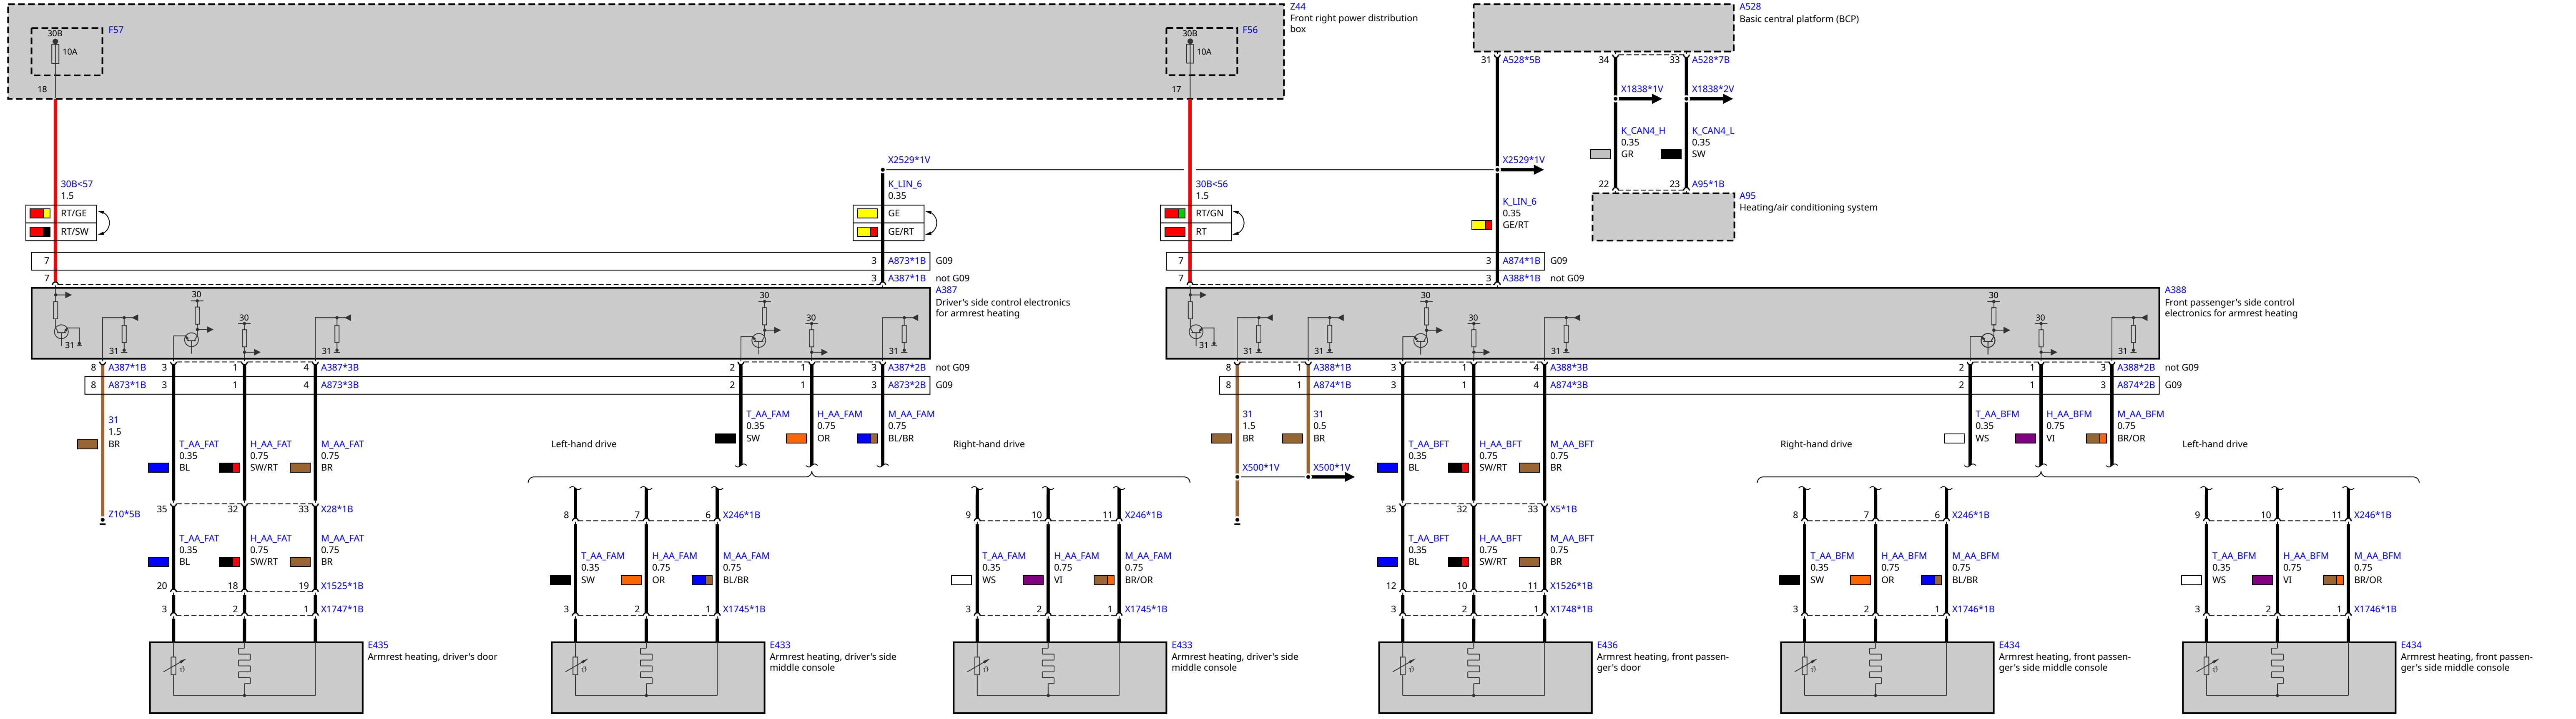 Z44
Front right power distribution
box
F57
30B
10A
18
F56
30B
10A
17
A528
Basic central platform (BCP)
31
A528*5B
34
33
A528*7B
X1838*1V
X1838*2V
K_CAN4_H
0.35
GR
K_CAN4_L
0.35
SW
22
23
A95*1B
A95
Heating/air conditioning system
X2529*1V
X2529*1V
30B<57
1.5
RT/GE
RT/SW
K_LIN_6
0.35
GE
GE/RT
30B<56
1.5
RT/GN
RT
K_LIN_6
0.35
GE/RT
7
3
A873*1B
G09
7
3
A387*1B
not G09
7
3
A874*1B
G09
7
3
A388*1B
not G09
A387
Driver's side control electronics
for armrest heating
30
30
30
30
31
31
31
31
A388
Front passenger's side control
electronics for armrest heating
30
30
30
30
31
31
31
31
31
8
A387*1B
3
1
4
A387*3B
2
1
3
A387*2B
not G09
8
A873*1B
3
1
4
A873*3B
2
1
3
A873*2B
G09
8
1
A388*1B
3
1
4
A388*3B
2
1
3
A388*2B
not G09
8
1
A874*1B
3
1
4
A874*3B
2
1
3
A874*2B
G09
31
1.5
BR
T_AA_FAT
0.35
BL
H_AA_FAT
0.75
SW/RT
M_AA_FAT
0.75
BR
T_AA_FAM
0.35
SW
H_AA_FAM
0.75
OR
M_AA_FAM
0.75
BL/BR
Left-hand drive
Right-hand drive
31
1.5
BR
31
0.5
BR
X500*1V
X500*1V
T_AA_BFT
0.35
BL
H_AA_BFT
0.75
SW/RT
M_AA_BFT
0.75
BR
T_AA_BFM
0.35
WS
H_AA_BFM
0.75
VI
M_AA_BFM
0.75
BR/OR
Right-hand drive
Left-hand drive
Z10*5B
35
32
33
X28*1B
8
7
6
X246*1B
9
10
11
X246*1B
35
32
33
X5*1B
8
7
6
X246*1B
9
10
11
X246*1B
T_AA_FAT
0.35
BL
H_AA_FAT
0.75
SW/RT
M_AA_FAT
0.75
BR
T_AA_FAM
0.35
SW
H_AA_FAM
0.75
OR
M_AA_FAM
0.75
BL/BR
T_AA_FAM
0.35
WS
H_AA_FAM
0.75
VI
M_AA_FAM
0.75
BR/OR
T_AA_BFT
0.35
BL
H_AA_BFT
0.75
SW/RT
M_AA_BFT
0.75
BR
T_AA_BFM
0.35
SW
H_AA_BFM
0.75
OR
M_AA_BFM
0.75
BL/BR
T_AA_BFM
0.35
WS
H_AA_BFM
0.75
VI
M_AA_BFM
0.75
BR/OR
20
18
19
X1525*1B
12
10
11
X1526*1B
3
2
1
X1747*1B
3
2
1
X1745*1B
3
2
1
X1745*1B
3
2
1
X1748*1B
3
2
1
X1746*1B
3
2
1
X1746*1B
E435
Armrest heating, driver's door
ϑ
E433
Armrest heating, driver's side
middle console
ϑ
E433
Armrest heating, driver's side
middle console
ϑ
E436
Armrest heating, front passen-
ger's door
ϑ
E434
Armrest heating, front passen-
ger's side middle console
ϑ
E434
Armrest heating, front passen-
ger's side middle console
ϑ